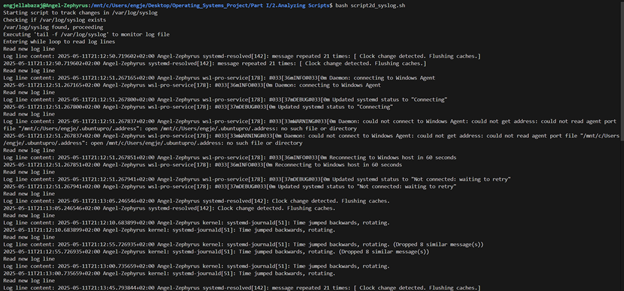 engjellabazaj@Angel-Zephyrus:/mnt/c/Users/engje/Desktop/Operating_Systems_Project/Part I/2.Analyzing Scripts$ bash script2d_syslog.sh
Starting script to track changes in /var/log/syslog
Checking if /var/log/syslog exists
/var/log/syslog found, proceeding
Executing 'tail -f /var/log/syslog' to monitor log file
Entering while loop to read log lines
Read new log line
Log line content: 2025-05-11T21:12:50.719602+02:00 Angel-Zephyrus systemd-resolved[142]: message repeated 21 times: [ Clock change detected. Flushing caches.]
2025-05-11T21:12:50.719602+02:00 Angel-Zephyrus systemd-resolved[142]: message repeated 21 times: [ Clock change detected. Flushing caches.]
Read new log line
Log line content: 2025-05-11T21:12:51.267165+02:00 Angel-Zephyrus wsl-pro-service[178]: #033[36mINFO#033[0m Daemon: connecting to Windows Agent
2025-05-11T21:12:51.267165+02:00 Angel-Zephyrus wsl-pro-service[178]: #033[36mINFO#033[0m Daemon: connecting to Windows Agent
Read new log line
Log line content: 2025-05-11T21:12:51.267800+02:00 Angel-Zephyrus wsl-pro-service[178]: #033[37mDEBUG#033[0m Updated systemd status to "Connecting"
2025-05-11T21:12:51.267800+02:00 Angel-Zephyrus wsl-pro-service[178]: #033[37mDEBUG#033[0m Updated systemd status to "Connecting"
Read new log line
Log line content: 2025-05-11T21:12:51.267837+02:00 Angel-Zephyrus wsl-pro-service[178]: #033[33mWARNING#033[0m Daemon: could not connect to Windows Agent: could not get address: could not read agent port
file "/mnt/c/Users/engje/.ubuntupro/.address": open /mnt/c/Users/engje/.ubuntupro/.address: no such file or directory
2025-05-11T21:12:51.267837+02:00 Angel-Zephyrus wsl-pro-service[178]: #033[33mWARNING#033[0m Daemon: could not connect to Windows Agent: could not get address: could not read agent port file "/mnt/c/Users
/engje/.ubuntupro/.address": open /mnt/c/Users/engje/.ubuntupro/.address: no such file or directory
Read new log line
Log line content: 2025-05-11T21:12:51.267851+02:00 Angel-Zephyrus wsl-pro-service[178]: #033[36mINFO#033[0m Reconnecting to Windows host in 60 seconds
2025-05-11T21:12:51.267851+02:00 Angel-Zephyrus wsl-pro-service[178]: #033[36mINFO#033[0m Reconnecting to Windows host in 60 seconds
Read new log line
Log line content: 2025-05-11T21:12:51.267941+02:00 Angel-Zephyrus wsl-pro-service[178]: #033[37mDEBUG#033[0m Updated systemd status to "Not connected: waiting to retry"
2025-05-11T21:12:51.267941+02:00 Angel-Zephyrus wsl-pro-service[178]: #033[37mDEBUG#033[0m Updated systemd status to "Not connected: waiting to retry"
Read new log line
Log line content: 2025-05-11T21:13:05.246546+02:00 Angel-Zephyrus systemd-resolved[142]: Clock change detected. Flushing caches.
2025-05-11T21:13:05.246546+02:00 Angel-Zephyrus systemd-resolved[142]: Clock change detected. Flushing caches.
Read new log line
Log line content: 2025-05-11T21:12:10.683899+02:00 Angel-Zephyrus kernel: systemd-journald[51]: Time jumped backwards, rotating.
2025-05-11T21:12:10.683899+02:00 Angel-Zephyrus kernel: systemd-journald[51]: Time jumped backwards, rotating.
Read new log line
Log line content: 2025-05-11T21:12:55.726935+02:00 Angel-Zephyrus kernel: systemd-journald[51]: Time jumped backwards, rotating. (Dropped 8 similar message(s))
2025-05-11T21:12:55.726935+02:00 Angel-Zephyrus kernel: systemd-journald[51]: Time jumped backwards, rotating. (Dropped 8 similar message(s))
Read new log line
Log line content: 2025-05-11T21:13:00.735659+02:00 Angel-Zephyrus kernel: systemd-journald[51]: Time jumped backwards, rotating.
2025-05-11T21:13:00.735659+02:00 Angel-Zephyrus kernel: systemd-journald[51]: Time jumped backwards, rotating.
Read new log line
Log line content: 2025-05-11T21:13:45.793844+02:00 Angel-Zephyrus systemd-resolved[142]: message repeated 21 times: [ Clock change detected. Flushing caches.]